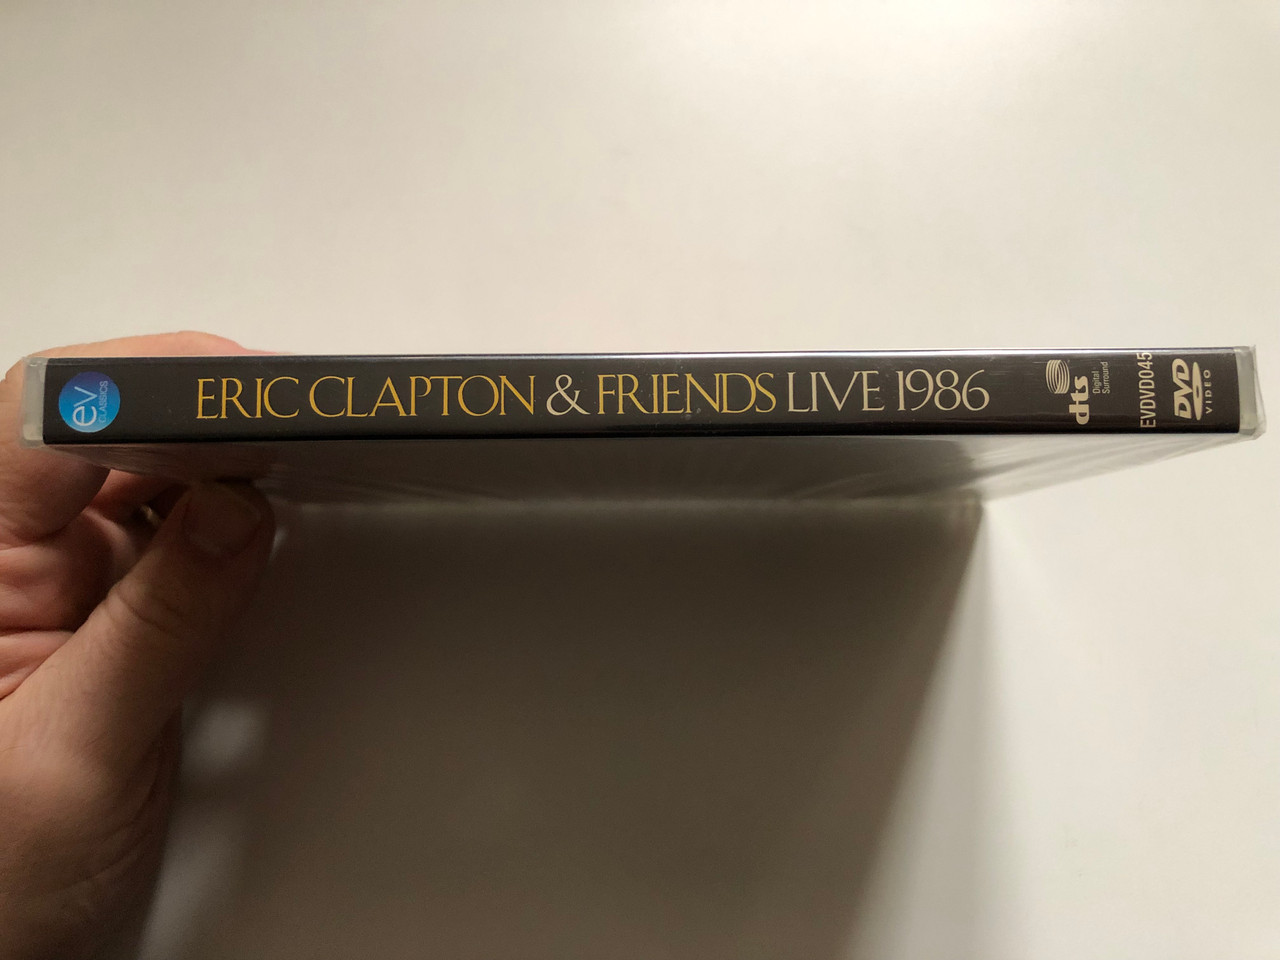 ev
CLASSICS
ERIC CLAPTON & FRIENDS LIVE 1986
dts
Digital
Surround
EVDVD045
DVD
VIDEO